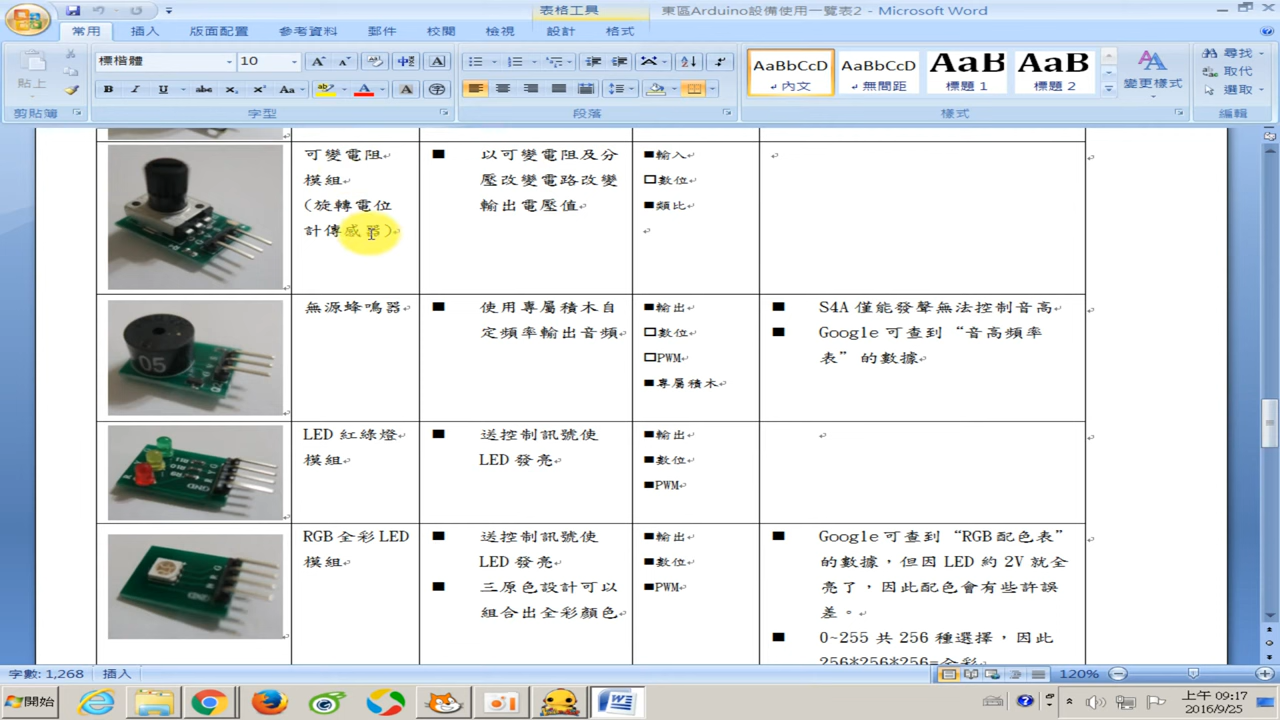 表格工具
東區Arduino設備使用一覽表2 - Microsoft Word
常用 插入 版面配置 參考資料 郵件 校閱 檢視 設計 格式
貼上
標楷體 10
B I U abc x₂ x² Aa
AaBbCcD AaBbCcD AaB AaBb
內文 無間距 標題 1 標題 2
變更樣式
尋找
取代
選取
剪貼簿 字型 段落 樣式 編輯
可變電阻
模組
(旋轉電位
計傳感器)
■ 以可變電阻及分
壓改變電路改變
輸出電壓值
■輸入
□數位
■類比
無源蜂鳴器
■ 使用專屬積木自
定頻率輸出音頻
■輸出
□數位
□PWM
■專屬積木
■ S4A 僅能發聲無法控制音高
■ Google 可查到“音高頻率
表”的數據
05
LED 紅綠燈
模組
■ 送控制訊號使
LED 發亮
■輸出
■數位
■PWM
GND
RGB 全彩 LED
模組
■ 送控制訊號使
LED 發亮
■ 三原色設計可以
組合出全彩顏色
■輸出
■數位
■PWM
■ Google 可查到“RGB 配色表”
的數據，但因 LED 約 2V 就全
亮了，因此配色會有些許誤
差。
■ 0~255 共 256 種選擇，因此
256*256*256=全彩
字數: 1,268 插入 120%
開始
上午 09:17
2016/9/25